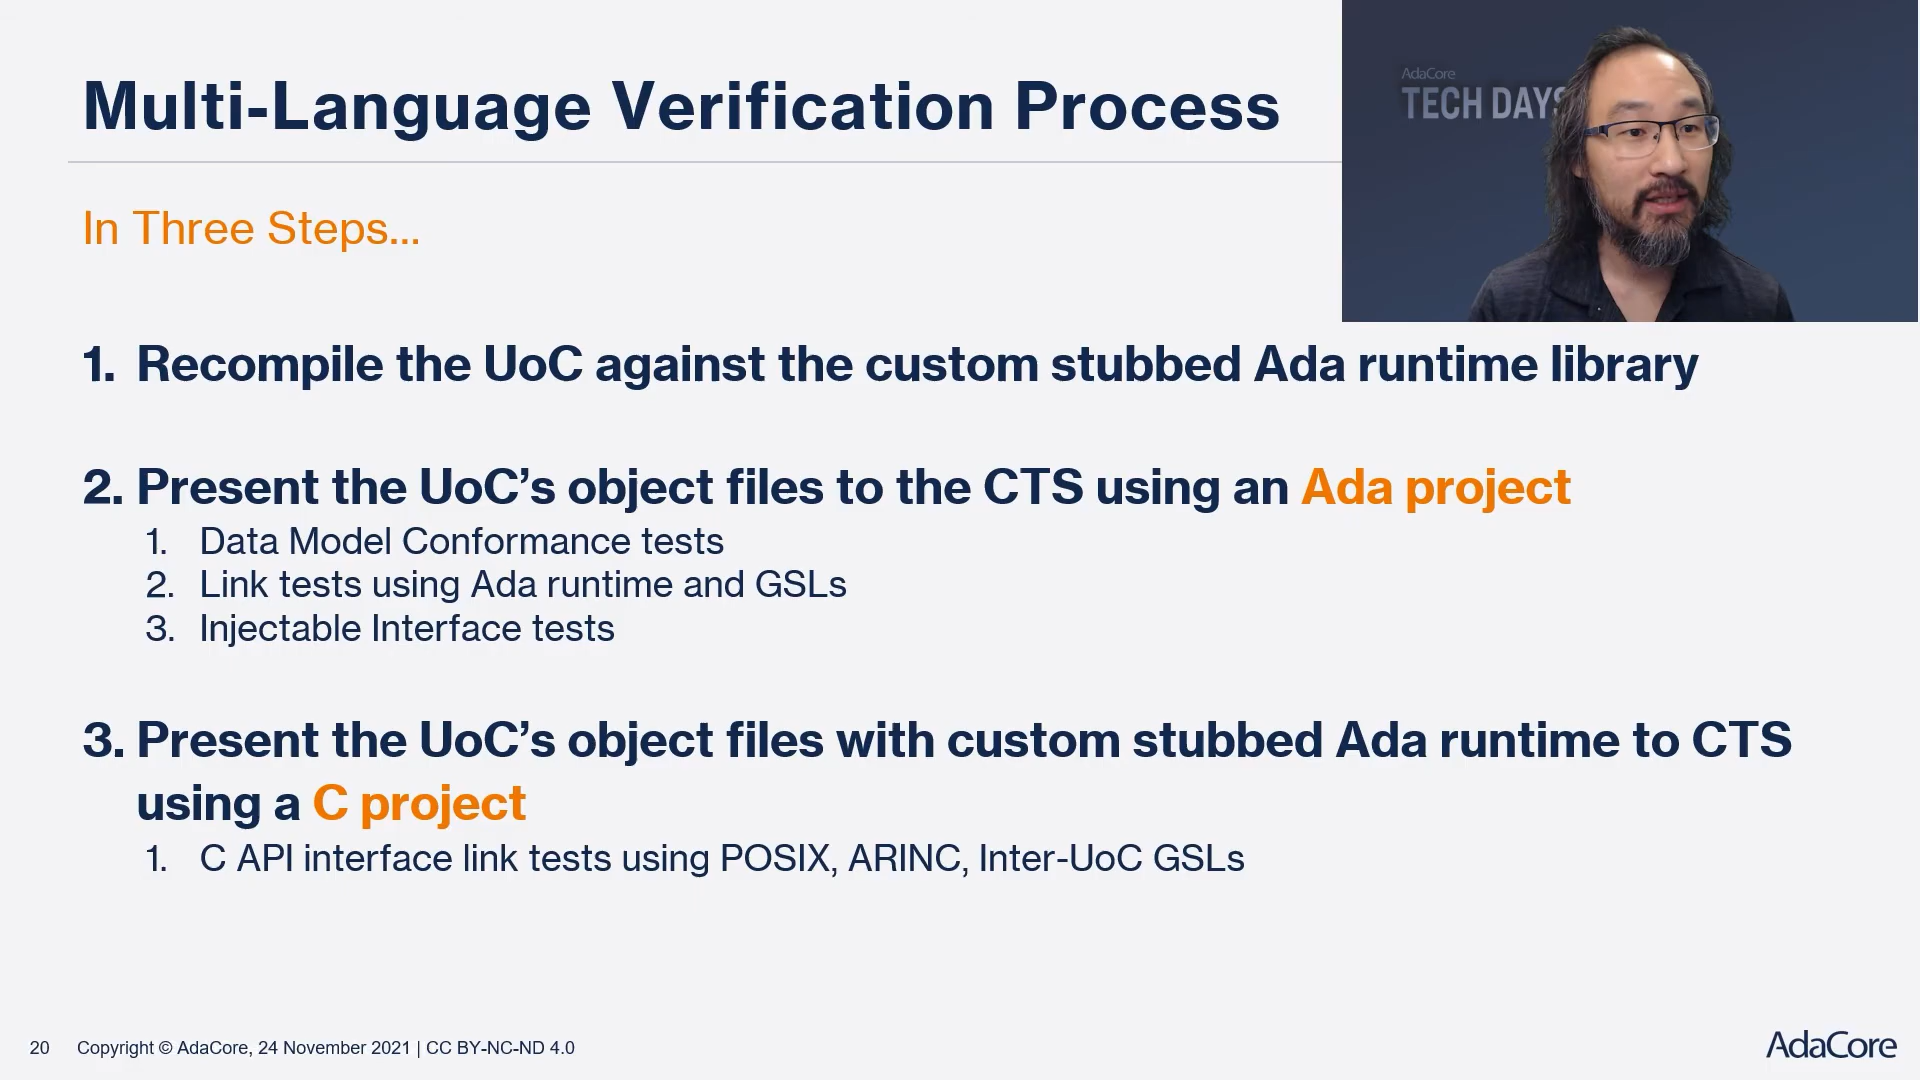 Multi-Language Verification Process
AdaCore
TECH DAYS
In Three Steps...
1. Recompile the UoC against the custom stubbed Ada runtime library
2. Present the UoC’s object files to the CTS using an Ada project
1. Data Model Conformance tests
2. Link tests using Ada runtime and GSLs
3. Injectable Interface tests
3. Present the UoC’s object files with custom stubbed Ada runtime to CTS
using a C project
1. C API interface link tests using POSIX, ARINC, Inter-UoC GSLs
20 Copyright © AdaCore, 24 November 2021 | CC BY-NC-ND 4.0
AdaCore